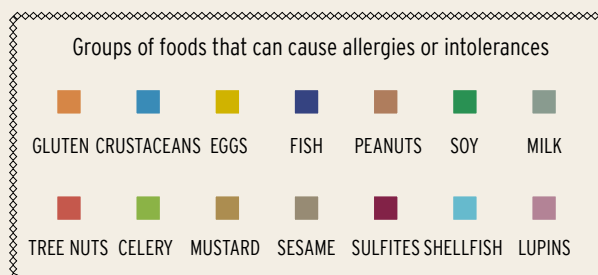 Groups of foods that can cause allergies or intolerances
GLUTEN CRUSTACEANS EGGS FISH PEANUTS SOY MILK
TREE NUTS CELERY MUSTARD SESAME SULFITES SHELLFISH LUPINS